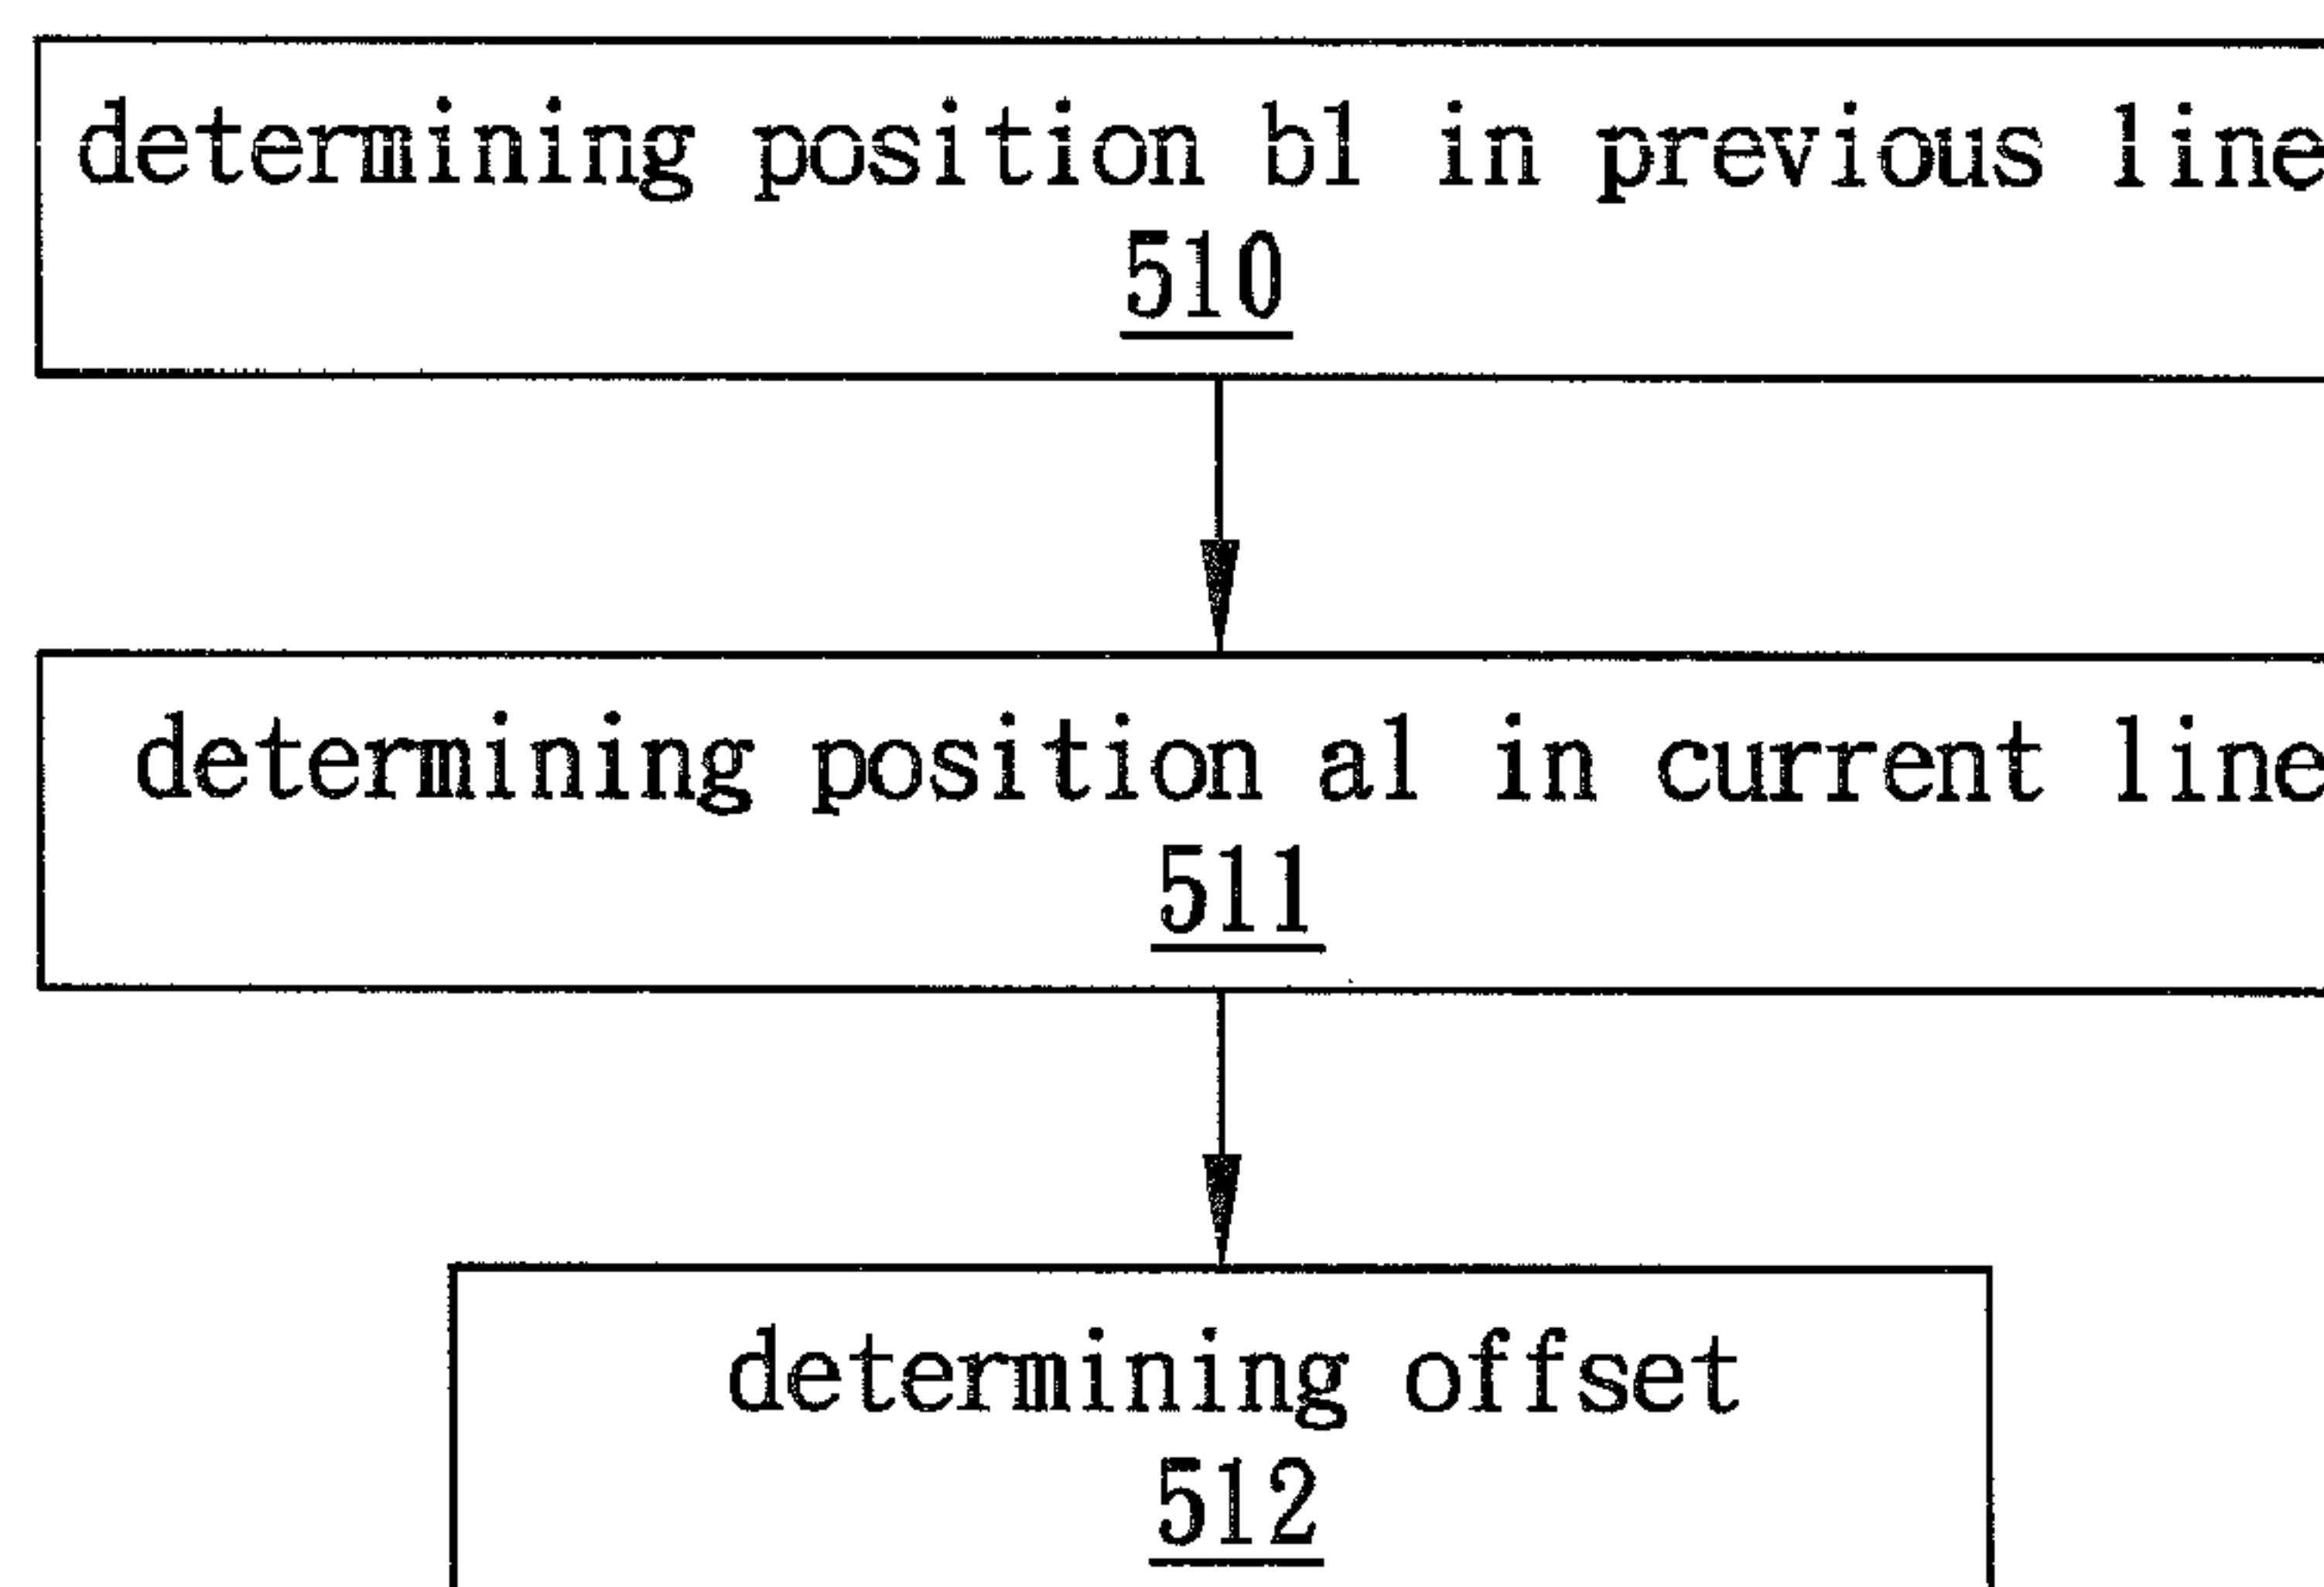 determining position b1 in previous line
510
determining position a1 in current line
511
determining offset
512